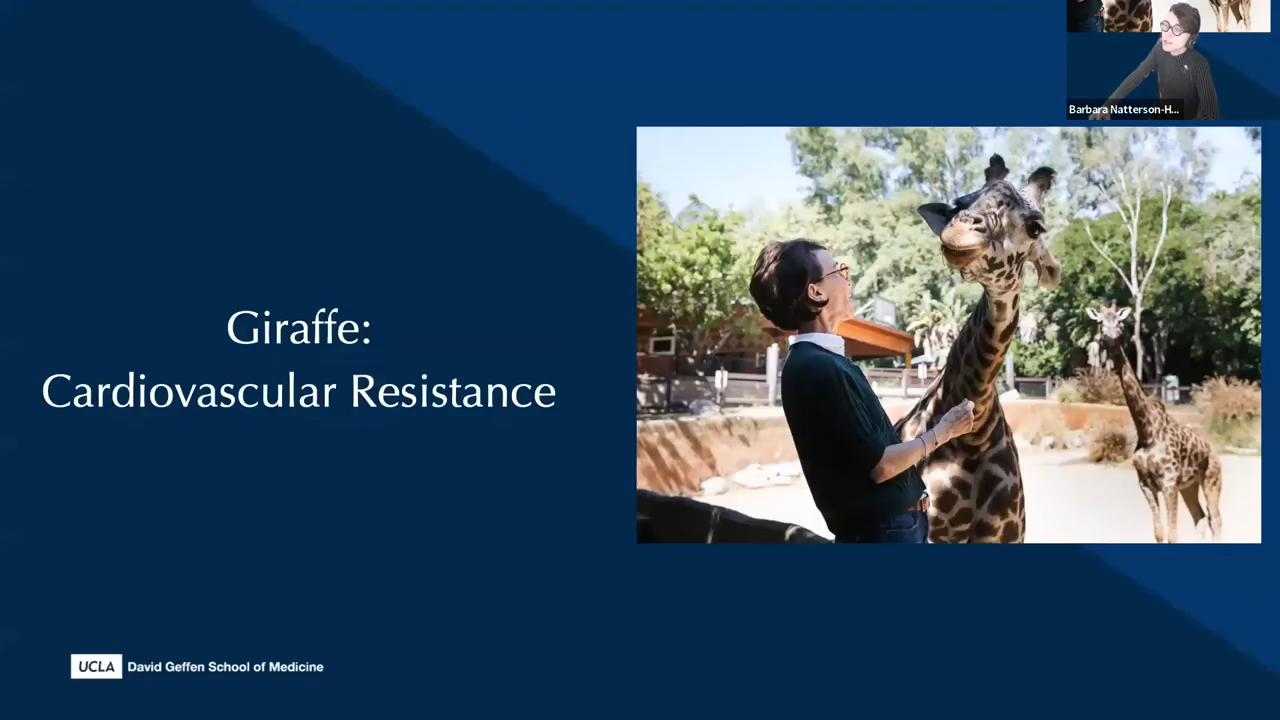 Barbara Natterson-H...
Giraffe:
Cardiovascular Resistance
UCLA David Geffen School of Medicine